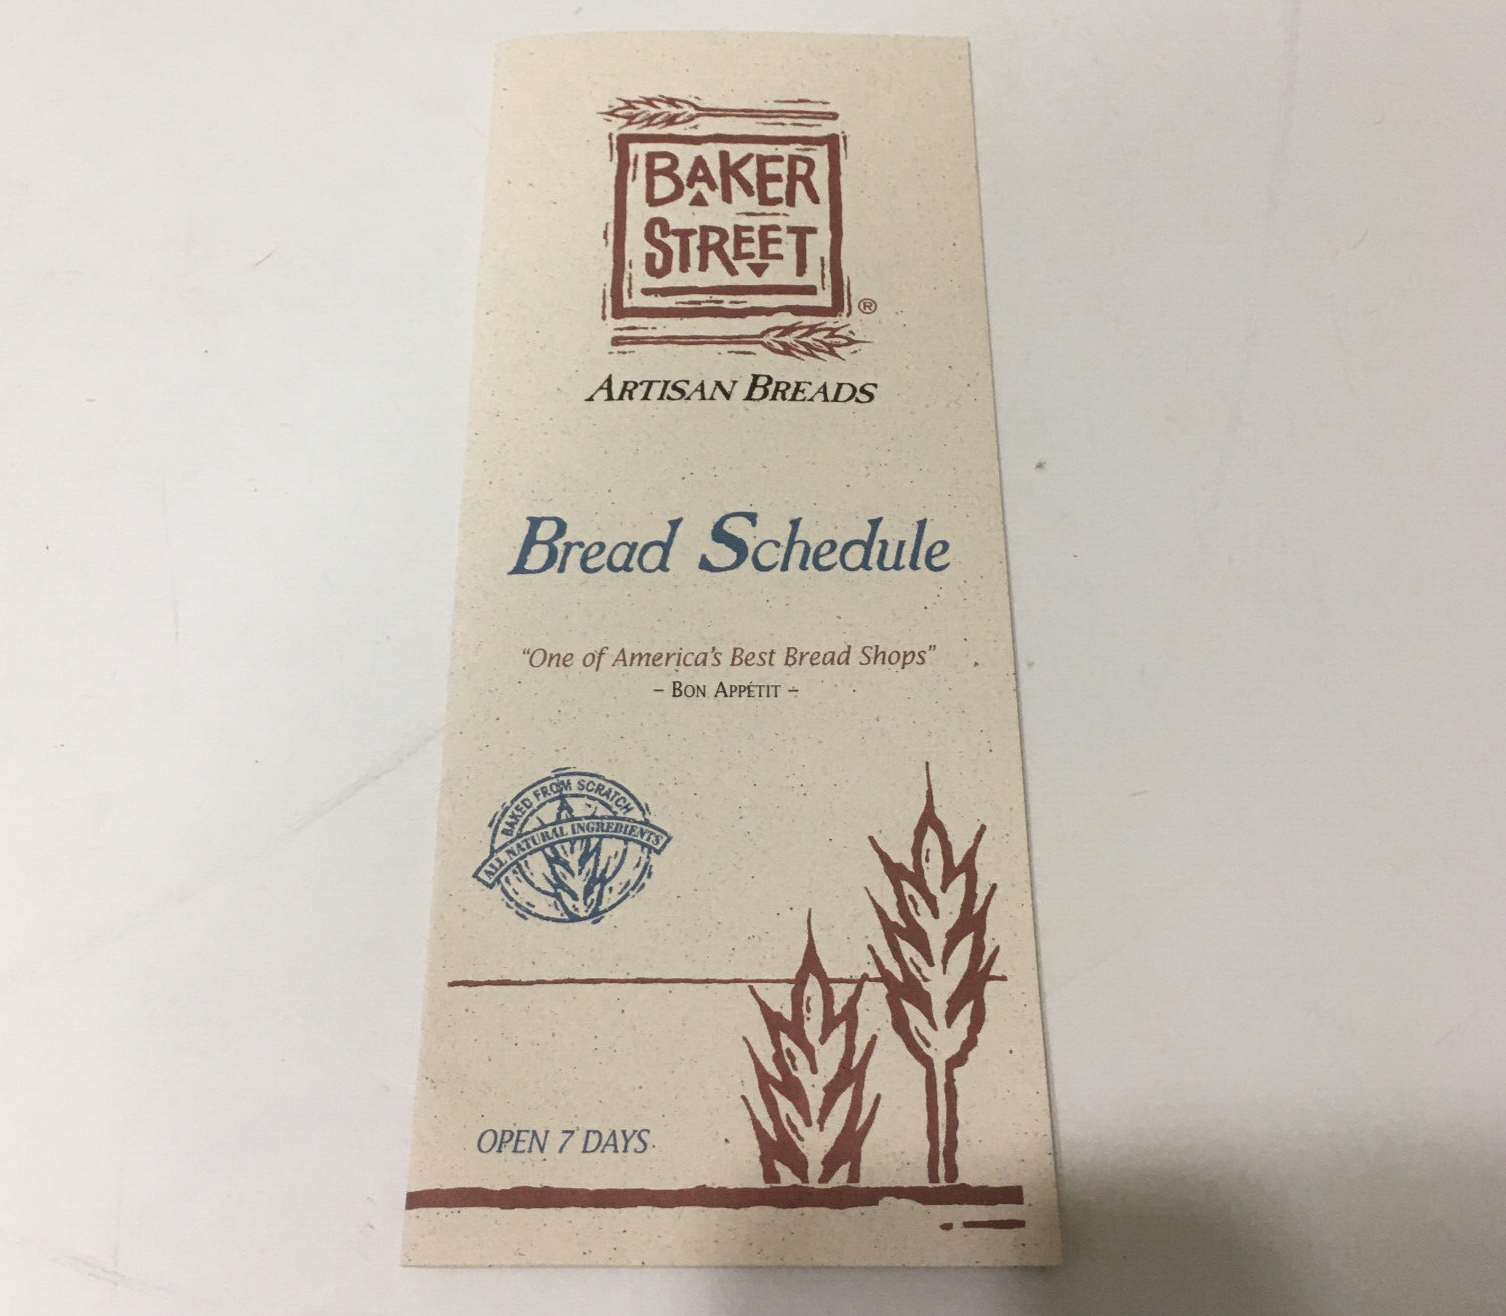 BAKER
STREET
®
ARTISAN BREADS
Bread Schedule
“One of America’s Best Bread Shops”
– BON APPÉTIT –
BAKED FROM SCRATCH
ALL NATURAL INGREDIENTS
OPEN 7 DAYS